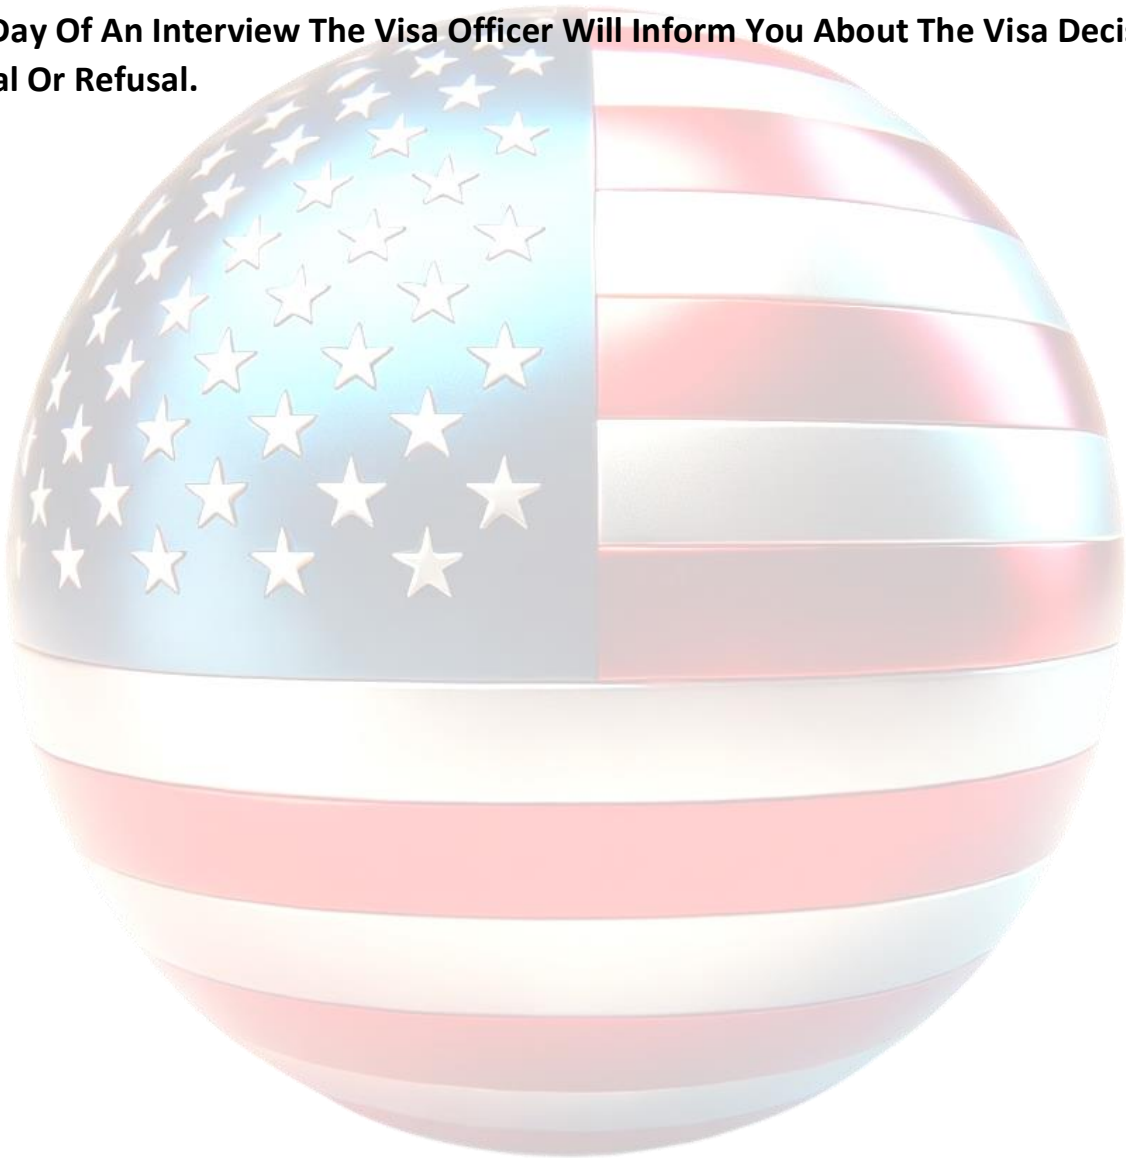 Day Of An Interview The Visa Officer Will Inform You About The Visa Deci
al Or Refusal.